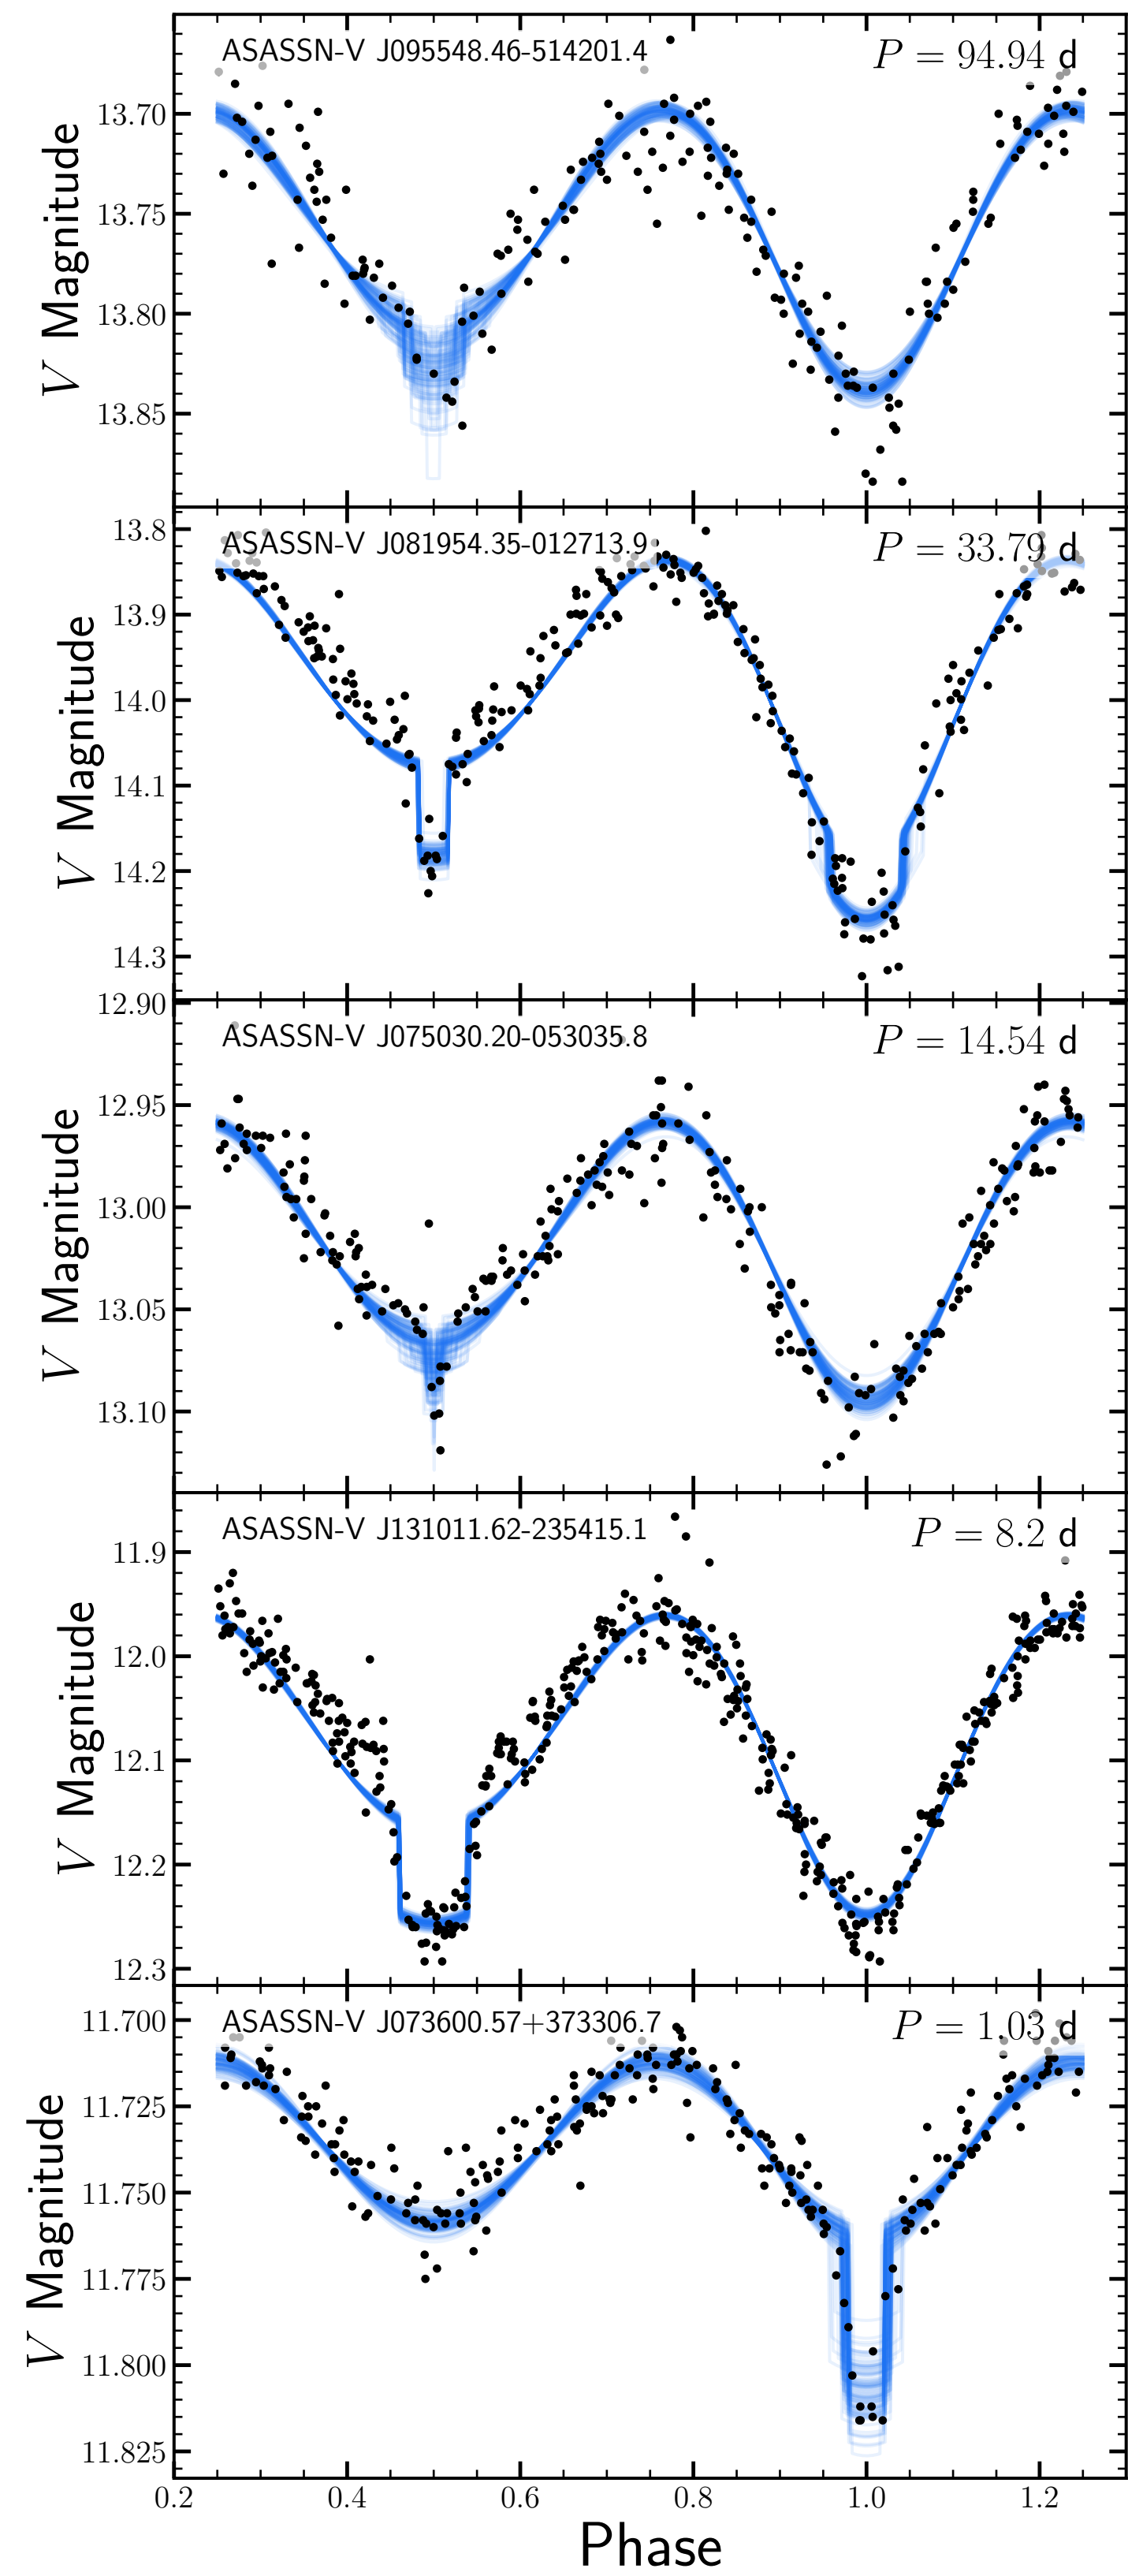 ASASSN-V J095548.46-514201.4
P = 94.94 d
13.70
13.75
13.80
13.85
V Magnitude
ASASSN-V J081954.35-012713.9
P = 33.79 d
13.8
13.9
14.0
14.1
14.2
14.3
V Magnitude
ASASSN-V J075030.20-053035.8
P = 14.54 d
12.90
12.95
13.00
13.05
13.10
V Magnitude
ASASSN-V J131011.62-235415.1
P = 8.2 d
11.9
12.0
12.1
12.2
12.3
V Magnitude
ASASSN-V J073600.57+373306.7
P = 1.03 d
11.700
11.725
11.750
11.775
11.800
11.825
V Magnitude
0.2 0.4 0.6 0.8 1.0 1.2
Phase